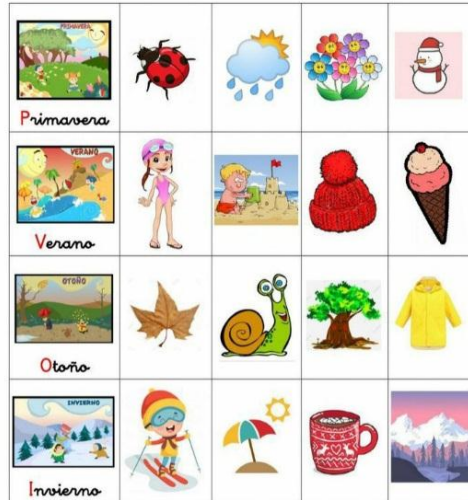 PRIMAVERA
Primavera
VERANO
Verano
OTOÑO
Otoño
INVIERNO
Invierno